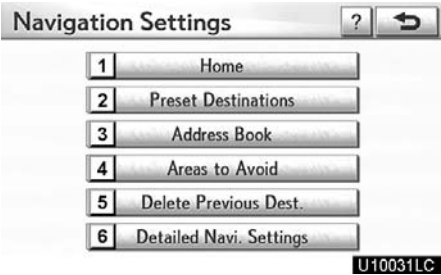 Navigation Settings ?
1 Home
2 Preset Destinations
3 Address Book
4 Areas to Avoid
5 Delete Previous Dest.
6 Detailed Navi. Settings
U10031LC